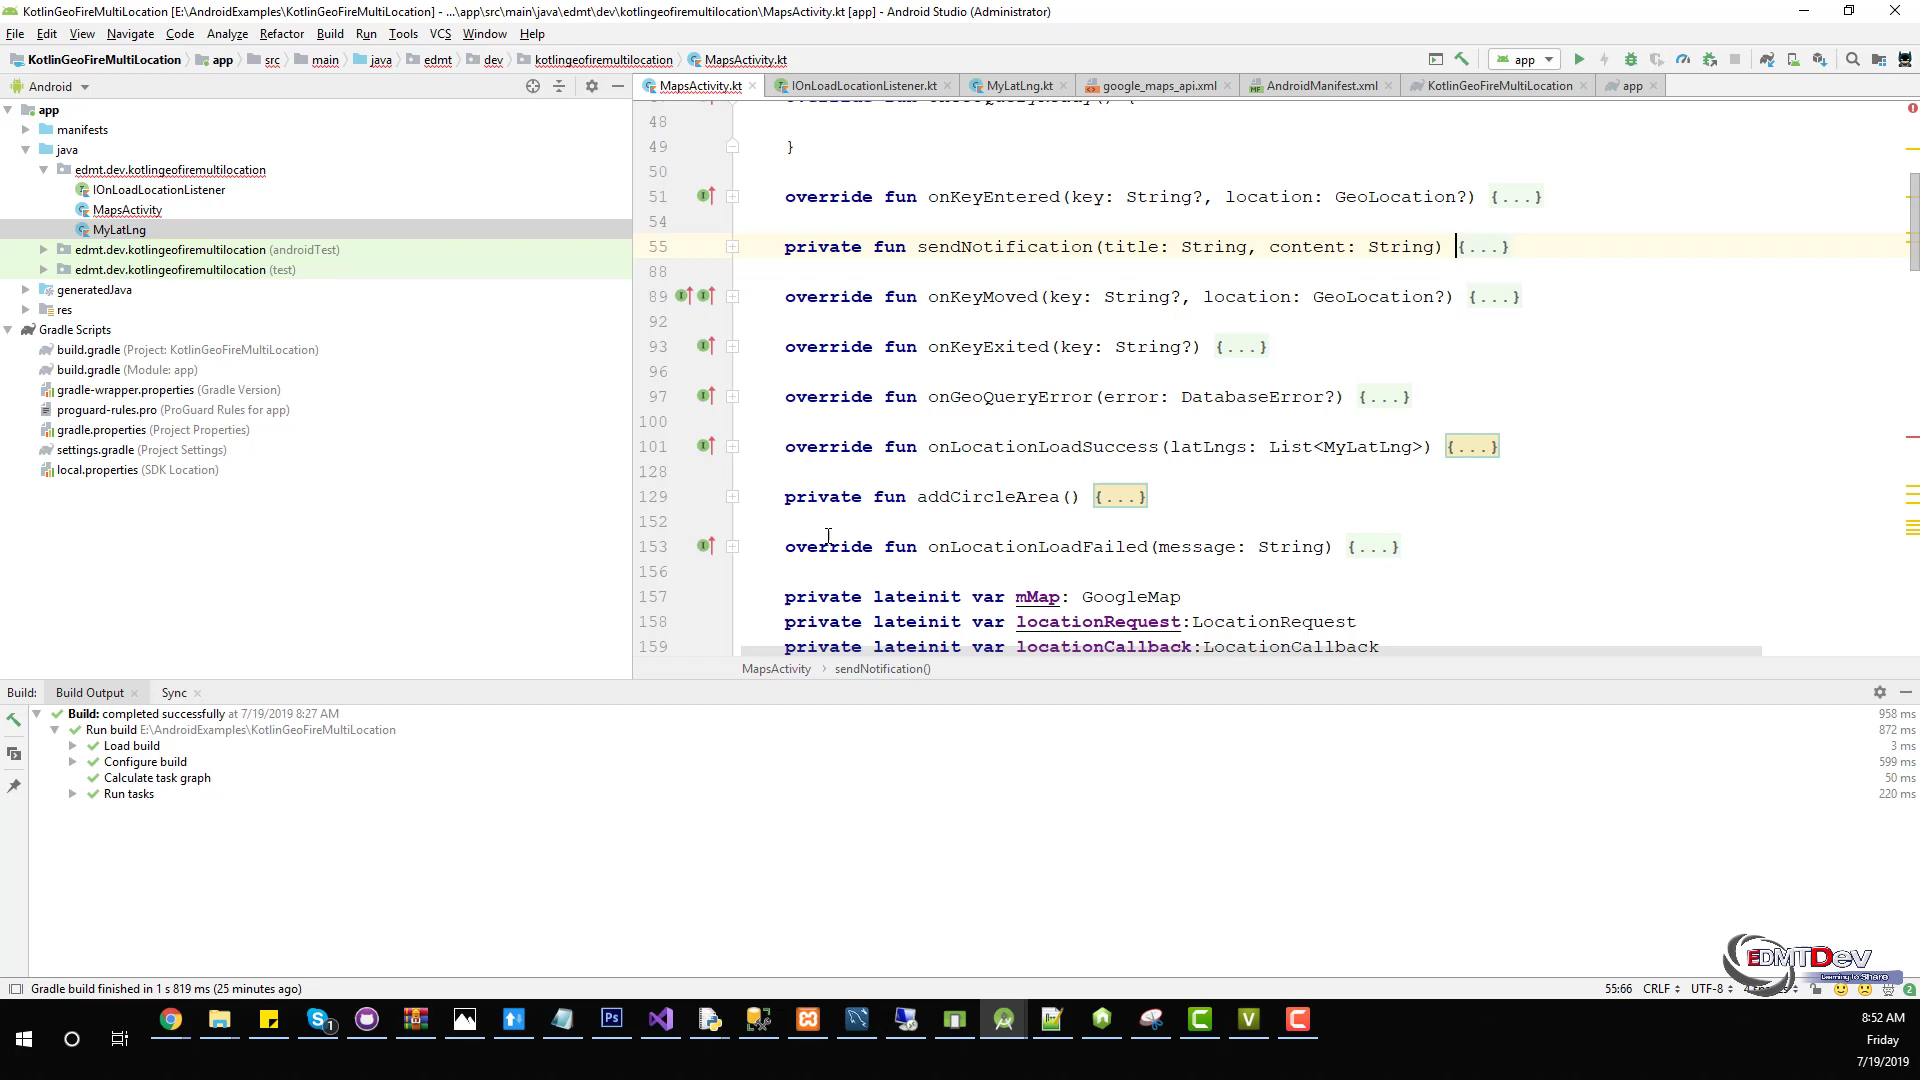 KotlinGeoFireMultiLocation [E:\AndroidExamples\KotlinGeoFireMultiLocation] - ...\app\src\main\java\edmt\dev\kotlingeofiremultilocation\MapsActivity.kt [app] - Android Studio (Administrator)
File Edit View Navigate Code Analyze Refactor Build Run Tools VCS Window Help
KotlinGeoFireMultiLocation app src main java edmt dev kotlingeofiremultilocation MapsActivity.kt app
Android MapsActivity.kt IOnLoadLocationListener.kt MyLatLng.kt google_maps_api.xml AndroidManifest.xml KotlinGeoFireMultiLocation app
app
manifests
java
edmt.dev.kotlingeofiremultilocation
IOnLoadLocationListener
MapsActivity
MyLatLng
edmt.dev.kotlingeofiremultilocation (androidTest)
edmt.dev.kotlingeofiremultilocation (test)
generatedJava
res
Gradle Scripts
build.gradle (Project: KotlinGeoFireMultiLocation)
build.gradle (Module: app)
gradle-wrapper.properties (Gradle Version)
proguard-rules.pro (ProGuard Rules for app)
gradle.properties (Project Properties)
settings.gradle (Project Settings)
local.properties (SDK Location)
48
49 }
50
51 override fun onKeyEntered(key: String?, location: GeoLocation?) {...}
54
55 private fun sendNotification(title: String, content: String) {...}
88
89 override fun onKeyMoved(key: String?, location: GeoLocation?) {...}
92
93 override fun onKeyExited(key: String?) {...}
96
97 override fun onGeoQueryError(error: DatabaseError?) {...}
100
101 override fun onLocationLoadSuccess(latLngs: List<MyLatLng>) {...}
128
129 private fun addCircleArea() {...}
152
153 override fun onLocationLoadFailed(message: String) {...}
156
157 private lateinit var mMap: GoogleMap
158 private lateinit var locationRequest:LocationRequest
159 private lateinit var locationCallback:LocationCallback
MapsActivity sendNotification()
Build: Build Output Sync
Build: completed successfully at 7/19/2019 8:27 AM 958 ms
Run build E:\AndroidExamples\KotlinGeoFireMultiLocation 872 ms
Load build 3 ms
Configure build 599 ms
Calculate task graph 50 ms
Run tasks 220 ms
EDMTDev
Learning to Share
Gradle build finished in 1 s 819 ms (25 minutes ago) 55:66 CRLF UTF-8
8:52 AM
Friday
7/19/2019